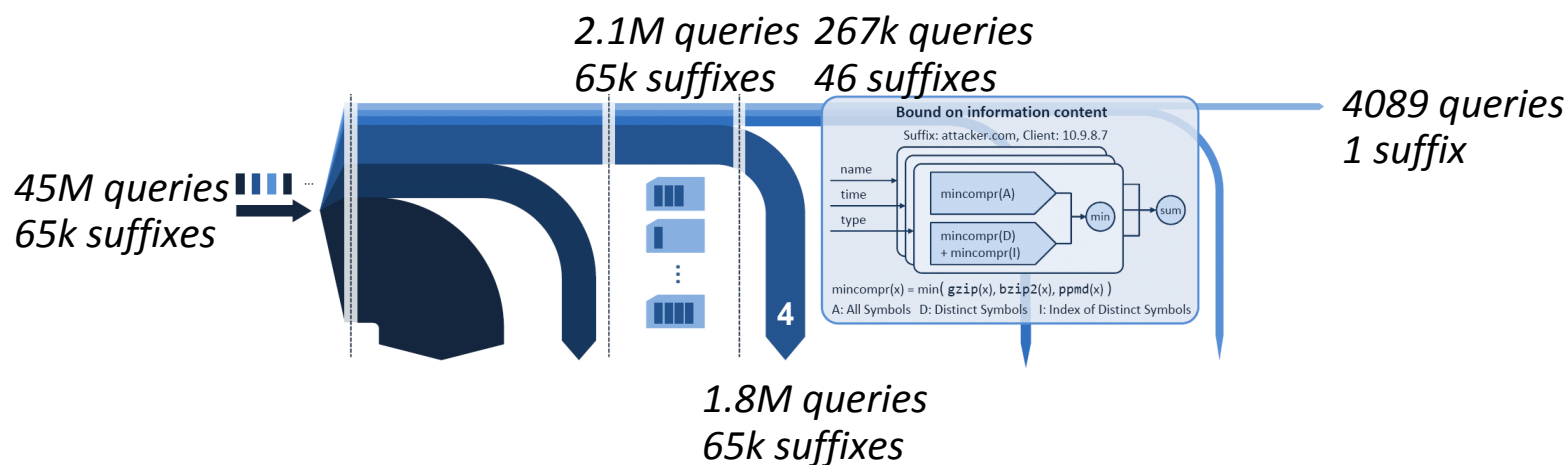 2.1M queries
65k suffixes
267k queries
46 suffixes
4089 queries
1 suffix
45M queries
65k suffixes
...
Bound on information content
Suffix: attacker.com, Client: 10.9.8.7
name
time
type
mincompr(A)
mincompr(D)
+ mincompr(I)
min
sum
mincompr(x) = min( gzip(x), bzip2(x), ppmd(x) )
A: All Symbols D: Distinct Symbols I: Index of Distinct Symbols
4
1.8M queries
65k suffixes